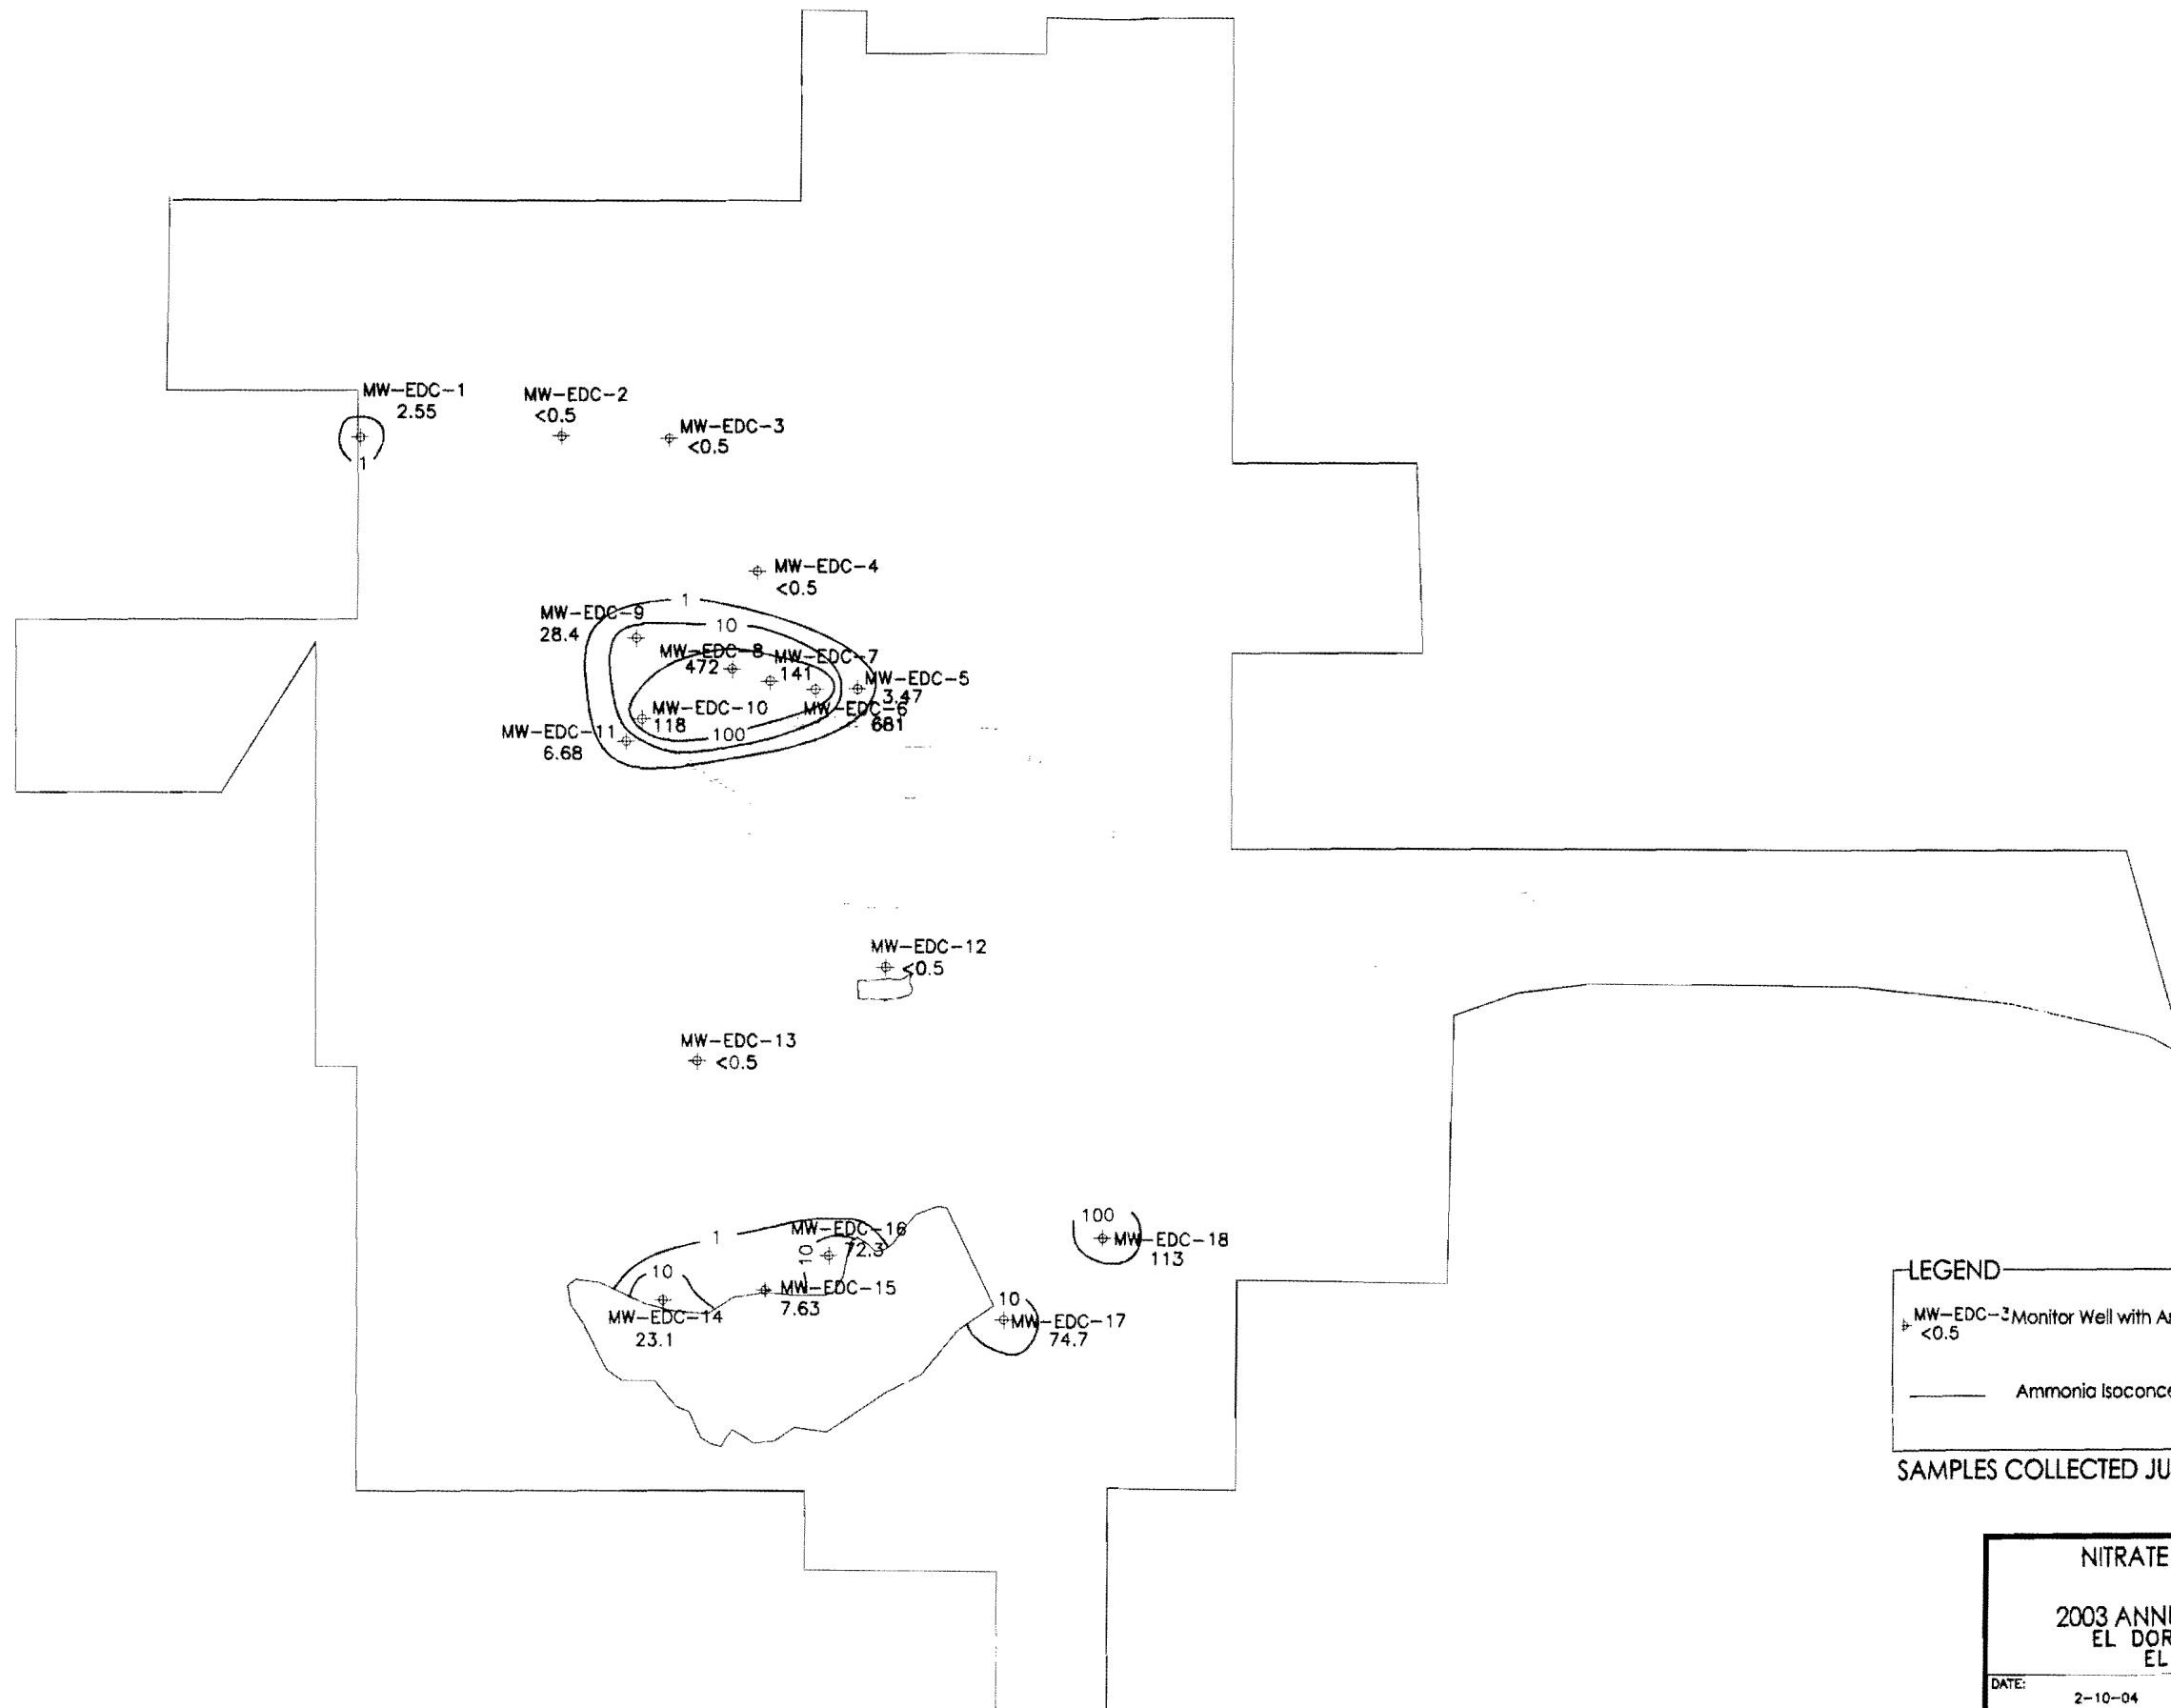 MW-EDC-1
2.55
1
MW-EDC-2
<0.5
MW-EDC-3
<0.5
MW-EDC-4
<0.5
1
MW-EDC-9
28.4
10
MW-EDC-8
472
MW-EDC-7
141
MW-EDC-5
3.47
MW-EDC-6
681
MW-EDC-10
118
100
MW-EDC-11
6.68
MW-EDC-12
<0.5
MW-EDC-13
<0.5
1
MW-EDC-16
72.3
10
10
MW-EDC-15
7.63
MW-EDC-14
23.1
100
MW-EDC-18
113
10
MW-EDC-17
74.7
LEGEND
MW-EDC-3 Monitor Well with
<0.5
Ammonia
SAMPLES COLLECTED
NITRATE
2003
EL
EL
DATE:
2-10-04